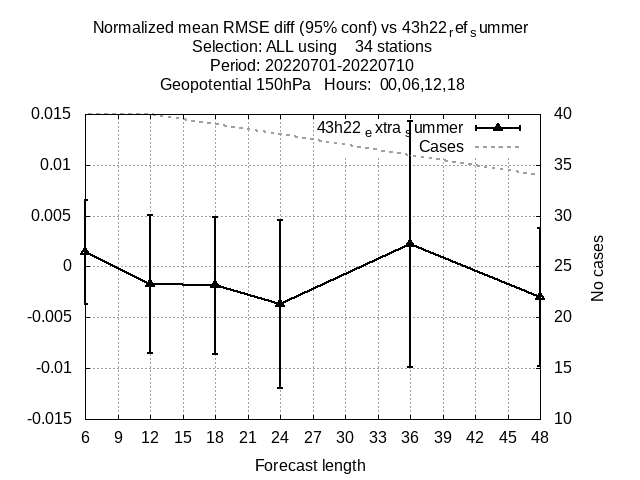 Normalized mean RMSE diff (95% conf) vs 43h22refsummer
Selection: ALL using 34 stations
Period: 20220701-20220710
Geopotential 150hPa Hours: 00,06,12,18
0.015 40
43h22extrasummer
Cases
0.01 35
0.005 30
0 25
-0.005 20
-0.01 15
-0.015 10
No cases
6 9 12 15 18 21 24 27 30 33 36 39 42 45 48
Forecast length